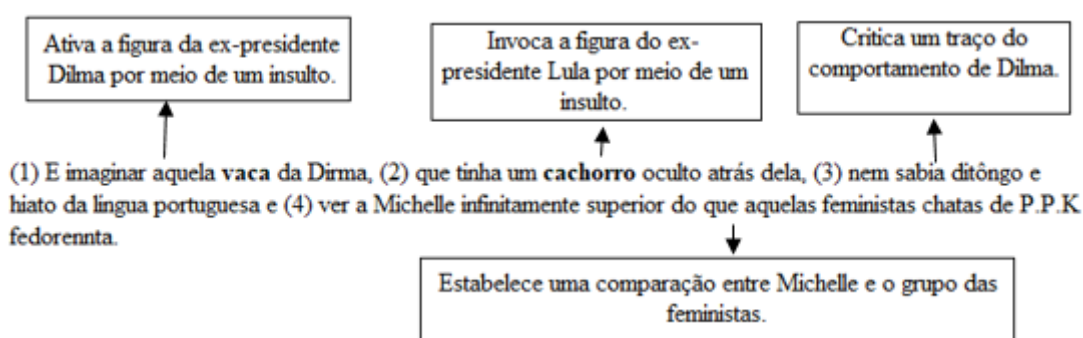 Ativa a figura da ex-presidente
Dilma por meio de um insulto.
Invoca a figura do ex-
presidente Lula por meio de um
insulto.
Critica um traço do
comportamento de Dilma.
(1) E imaginar aquela vaca da Dirma, (2) que tinha um cachorro oculto atrás dela, (3) nem sabia ditôngo e
hiato da língua portuguesa e (4) ver a Michelle infinitamente superior do que aquelas feministas chatas de P.P.K
fedorennta.
Estabelece uma comparação entre Michelle e o grupo das
feministas.